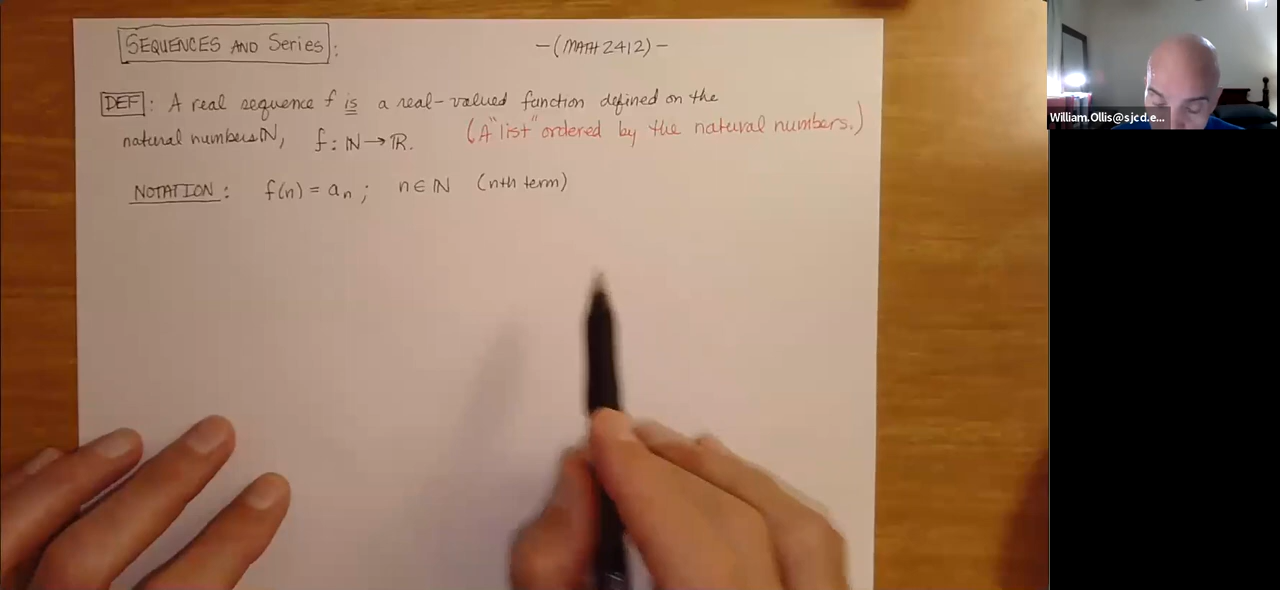 SEQUENCES AND Series:
-(MATH 2412)-
DEF: A real sequence f is a real-valued function defined on the
natural numbers ℕ, f: ℕ→ℝ.
(A "list" ordered by the natural numbers.)
NOTATION: f(n) = aₙ; n∈ℕ (nth term)
William.Ollis@sjcd.e...